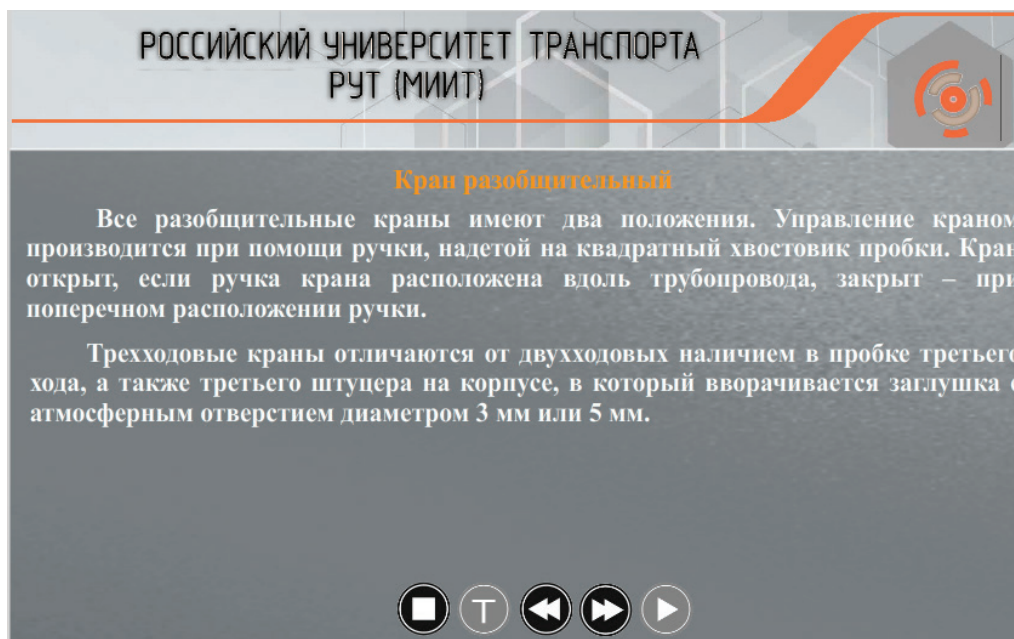 РОССИЙСКИЙ УНИВЕРСИТЕТ ТРАНСПОРТА
РУТ (МИИТ)
Кран разобщительный
Все разобщительные краны имеют два положения. Управление краном
производится при помощи ручки, надетой на квадратный хвостовик пробки. Кран
открыт, если ручка крана расположена вдоль трубопровода, закрыт – при
поперечном расположении ручки.
Трехходовые краны отличаются от двухходовых наличием в пробке третьего
хода, а также третьего штуцера на корпусе, в который вворачивается заглушка с
атмосферным отверстием диаметром 3 мм или 5 мм.
T